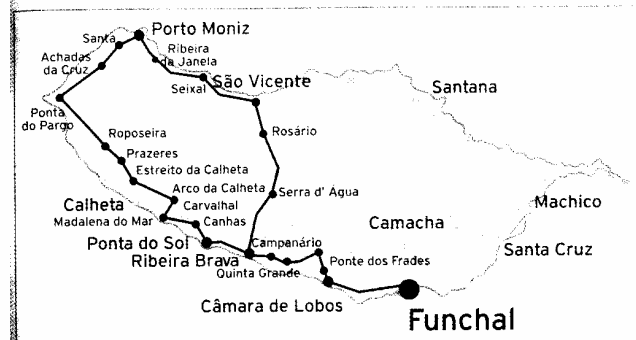 Porto Moniz
Santa
Ribeira
da Janela
Achadas
da Cruz
Seixal
São Vicente
Santana
Ponta
do Pargo
Roposeira
Rosário
Prazeres
Estreito da Calheta
Arco da Calheta
Serra d' Água
Calheta
Carvalhal
Machico
Madalena do Mar
Canhas
Camacha
Ponta do Sol
Campanário
Santa Cruz
Ribeira Brava
Quinta Grande
Ponte dos Frades
Câmara de Lobos
Funchal